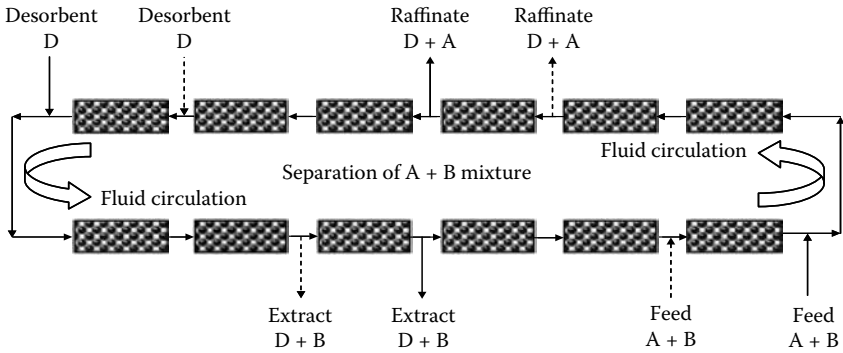 Desorbent
D
Desorbent
D
Raffinate
D + A
Raffinate
D + A
Fluid circulation
Separation of A + B mixture
Fluid circulation
Extract
D + B
Extract
D + B
Feed
A + B
Feed
A + B